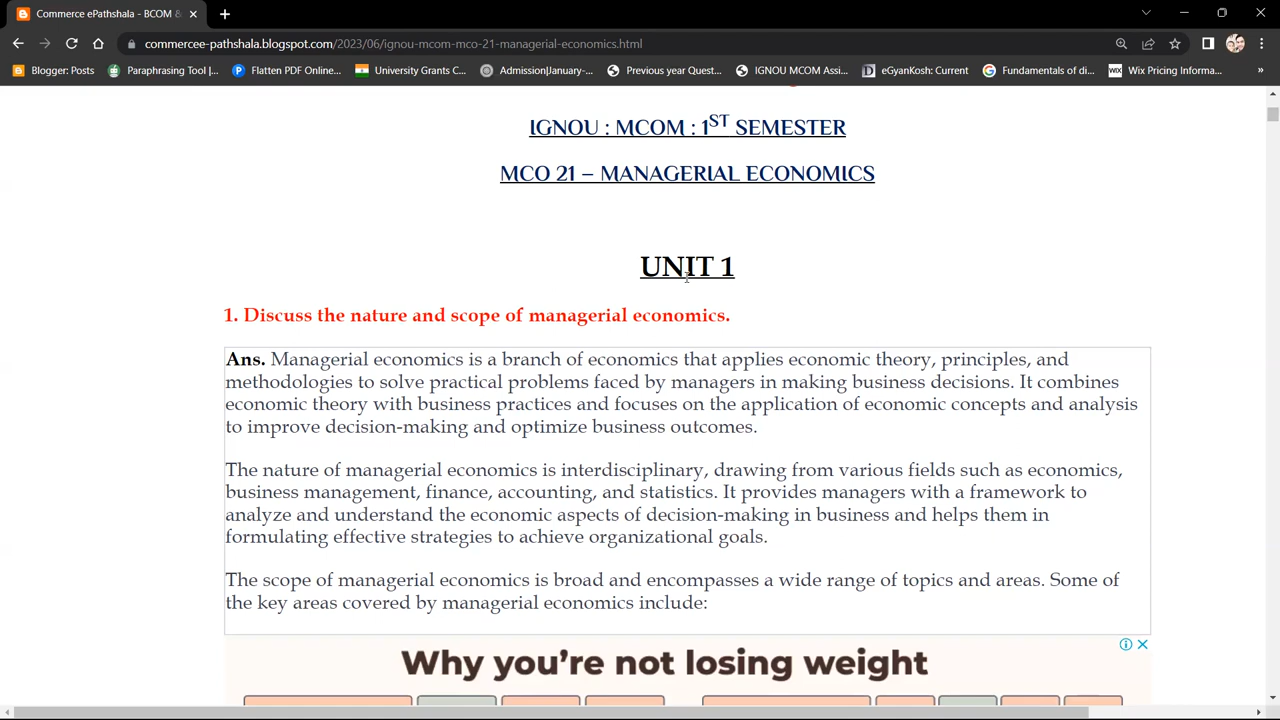 Commerce ePathshala - BCOM &
commercee-pathshala.blogspot.com/2023/06/ignou-mcom-mco-21-managerial-economics.html
Blogger: Posts Paraphrasing Tool |... Flatten PDF Online... University Grants C... Admission|January-... Previous year Quest... IGNOU MCOM Assi... eGyanKosh: Current Fundamentals of di... WIX Wix Pricing Informa... »
IGNOU : MCOM : 1ST SEMESTER
MCO 21 – MANAGERIAL ECONOMICS
UNIT 1
1. Discuss the nature and scope of managerial economics.
Ans. Managerial economics is a branch of economics that applies economic theory, principles, and
methodologies to solve practical problems faced by managers in making business decisions. It combines
economic theory with business practices and focuses on the application of economic concepts and analysis
to improve decision-making and optimize business outcomes.
The nature of managerial economics is interdisciplinary, drawing from various fields such as economics,
business management, finance, accounting, and statistics. It provides managers with a framework to
analyze and understand the economic aspects of decision-making in business and helps them in
formulating effective strategies to achieve organizational goals.
The scope of managerial economics is broad and encompasses a wide range of topics and areas. Some of
the key areas covered by managerial economics include:
Why you're not losing weight